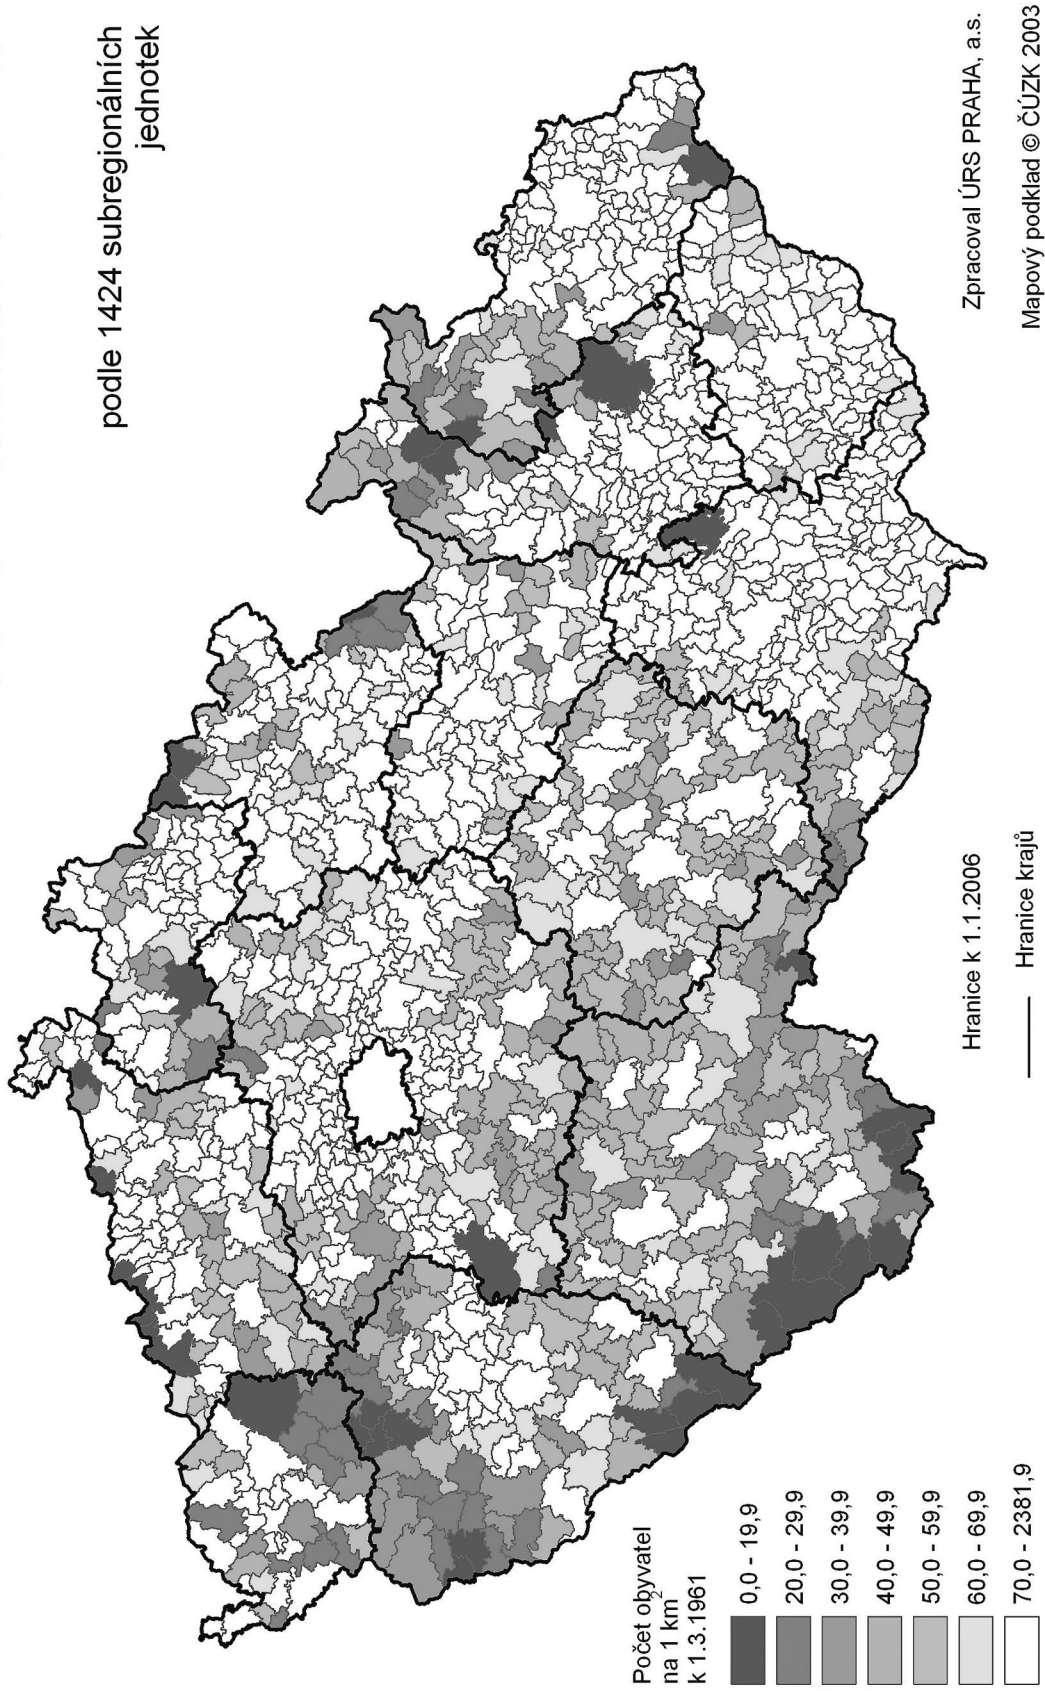 podle 1424 subregionálních
jednotek
Počet obyvatel
na 1 km2
k 1.3.1961
0,0 - 19,9
20,0 - 29,9
30,0 - 39,9
40,0 - 49,9
50,0 - 59,9
60,0 - 69,9
70,0 - 2381,9
Hranice k 1.1.2006
Hranice krajů
Zpracoval ÚRS PRAHA, a.s.
Mapový podklad © ČÚZK 2003